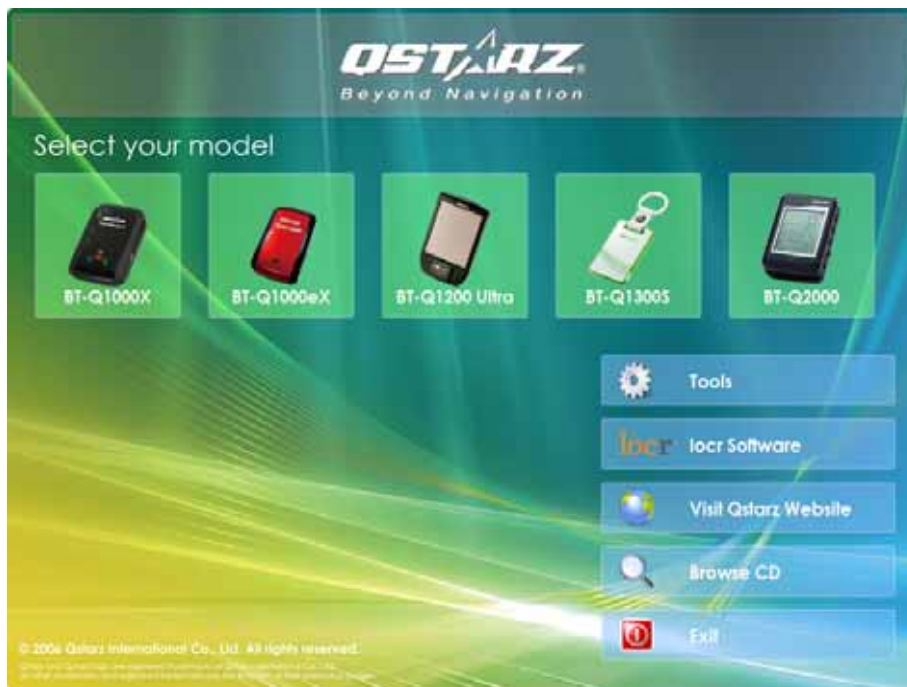 QSTARZ®
Beyond Navigation
Select your model
BT-Q1000X
BT-Q1000eX
BT-Q1200 Ultra
BT-Q1300S
BT-Q2000
Tools
locr
locr Software
Visit Qstarz Website
Browse CD
Exit
© 2006 Qstarz International Co., Ltd. All rights reserved.